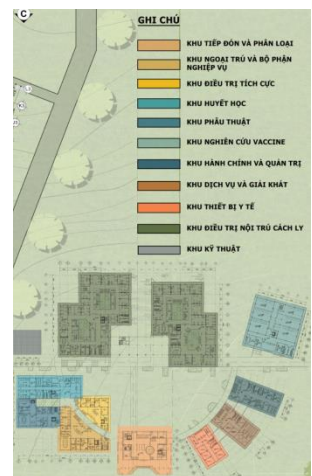 C
GHI CHÚ
KHU TIẾP ĐÓN VÀ PHÂN LOẠI
KHU NGOẠI TRÚ VÀ BỘ PHẬN
NGHIỆP VỤ
KHU ĐIỀU TRỊ TÍCH CỰC
KHU HUYẾT HỌC
KHU PHẪU THUẬT
KHU NGHIÊN CỨU VACCINE
KHU HÀNH CHÍNH VÀ QUẢN TRỊ
KHU DỊCH VỤ VÀ GIẢI KHÁT
KHU THIẾT BỊ Y TẾ
KHU ĐIỀU TRỊ NỘI TRÚ CÁCH LY
KHU KỸ THUẬT